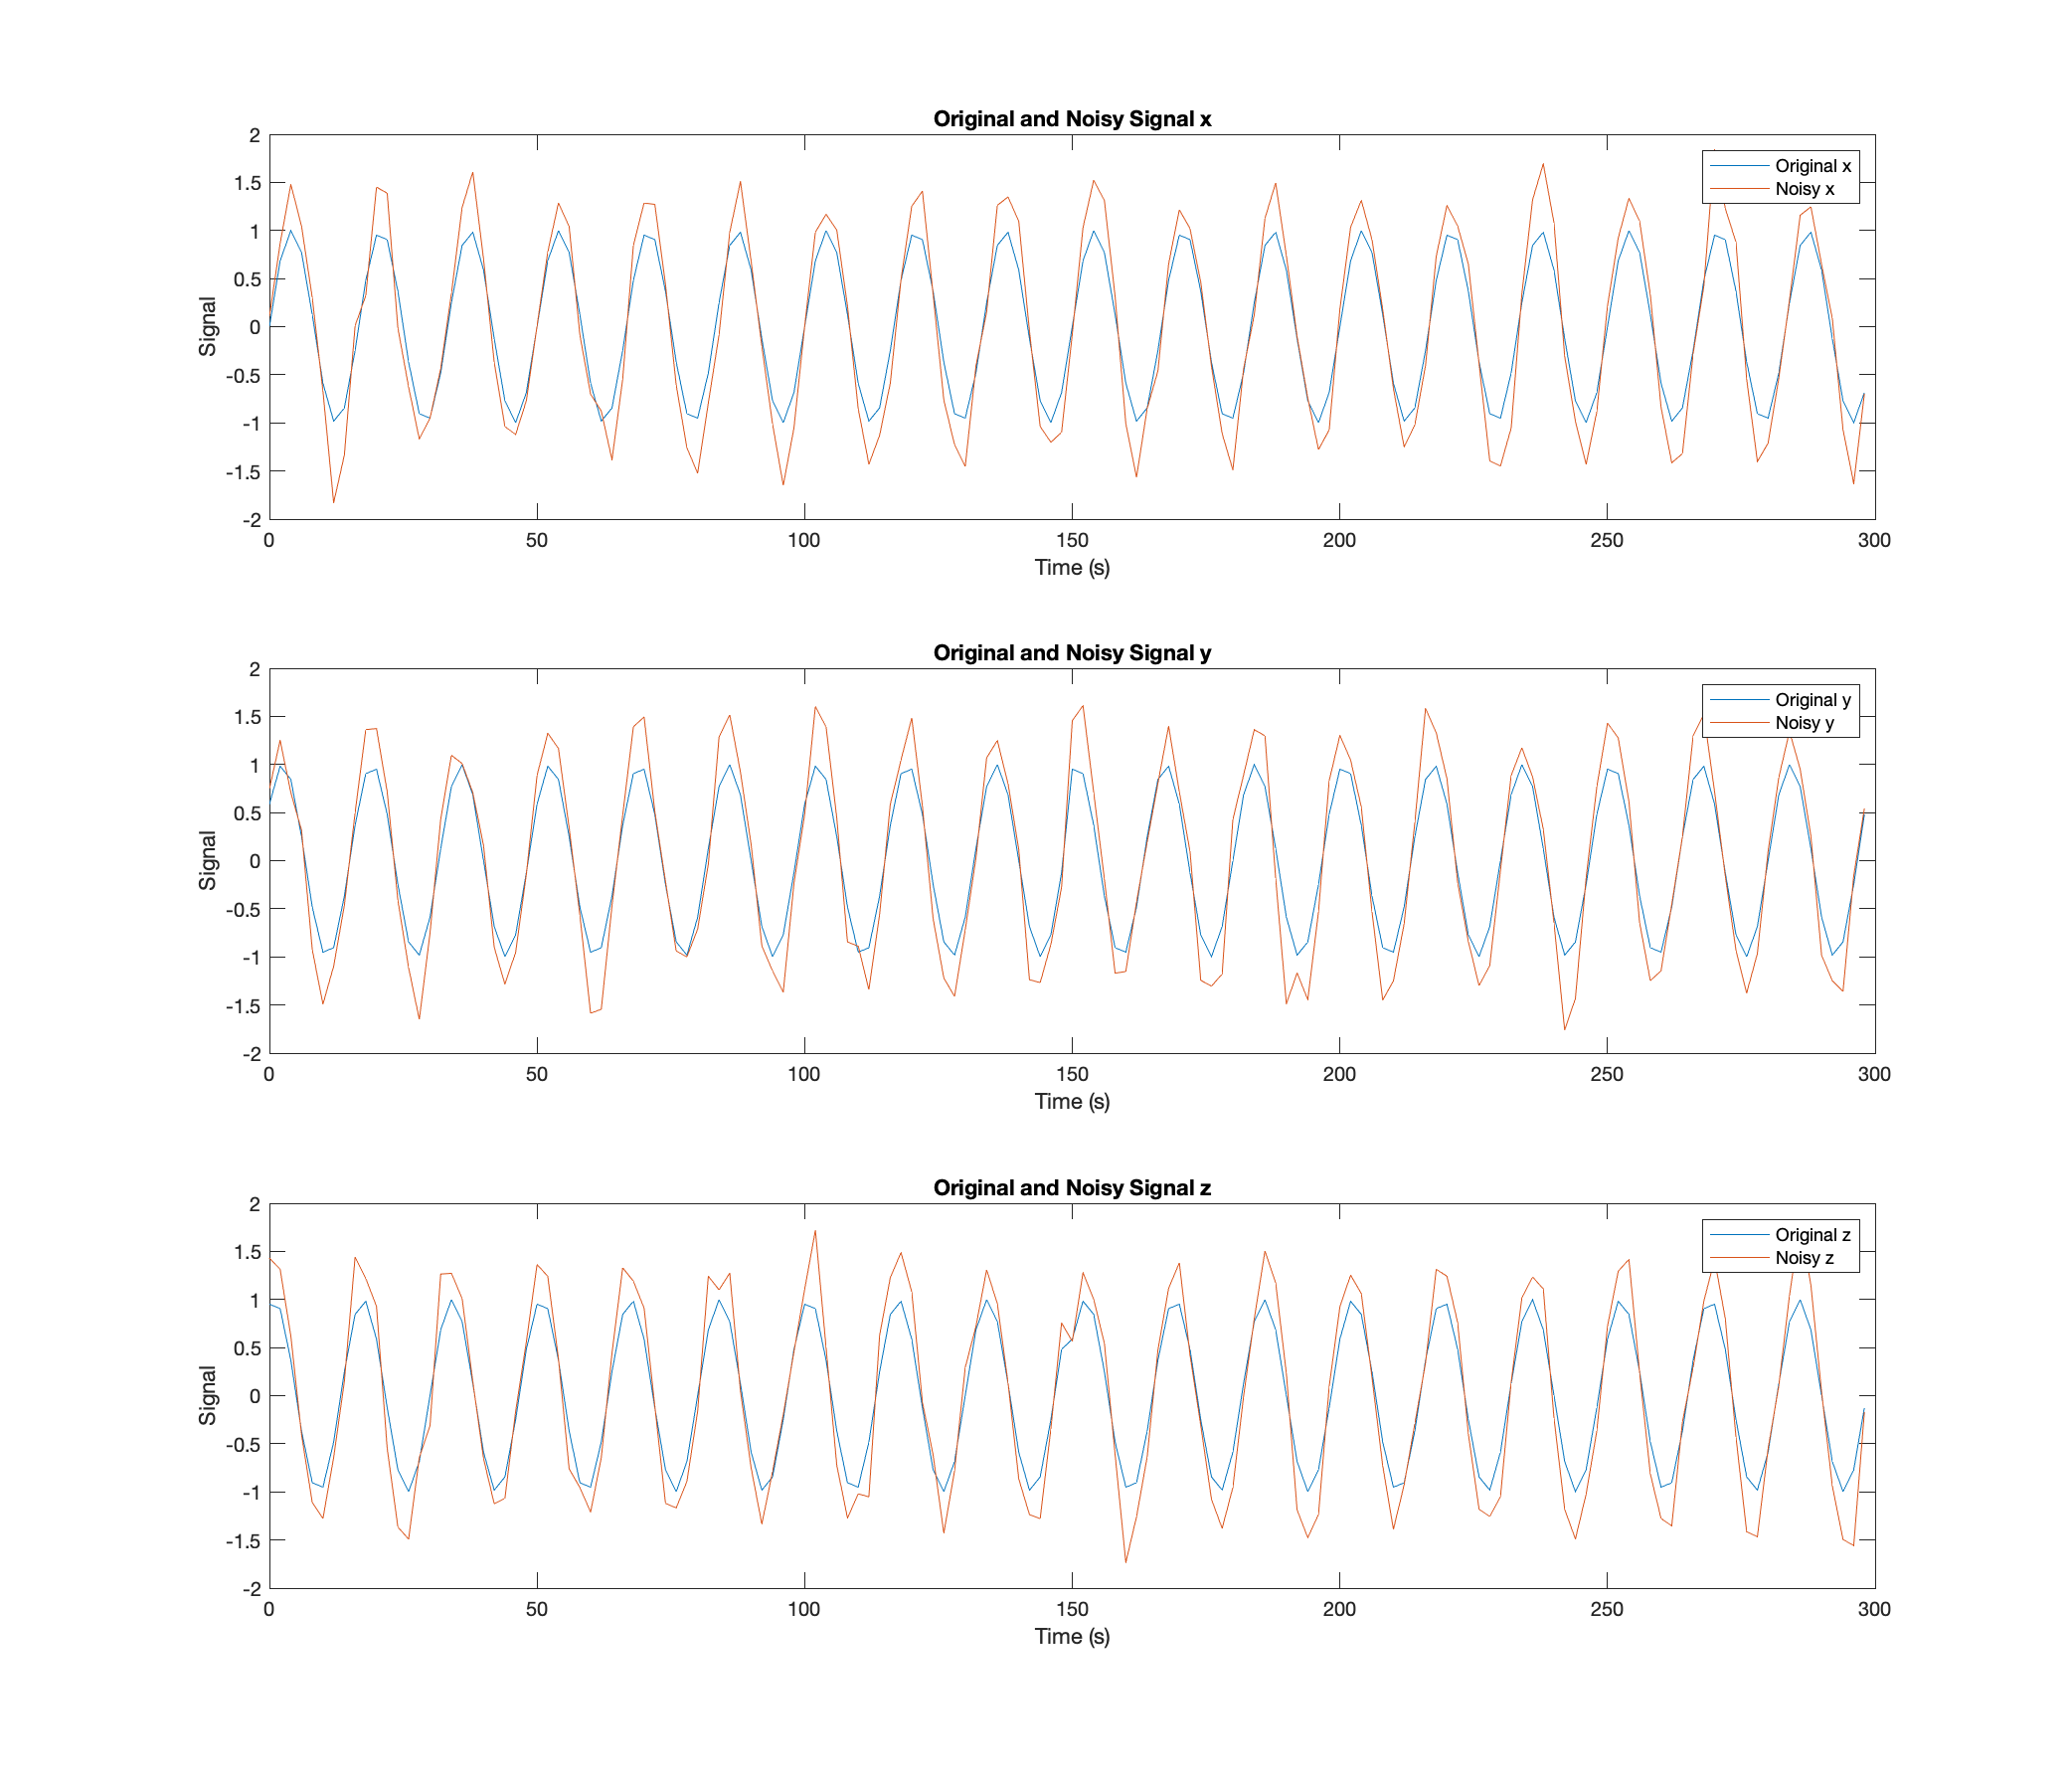 Original and Noisy Signal x
2
1.5
1
0.5
0
-0.5
-1
-1.5
-2
Signal
Original x
Noisy x
0 50 100 150 200 250 300
Time (s)
Original and Noisy Signal y
2
1.5
1
0.5
0
-0.5
-1
-1.5
-2
Signal
Original y
Noisy y
0 50 100 150 200 250 300
Time (s)
Original and Noisy Signal z
2
1.5
1
0.5
0
-0.5
-1
-1.5
-2
Signal
Original z
Noisy z
0 50 100 150 200 250 300
Time (s)